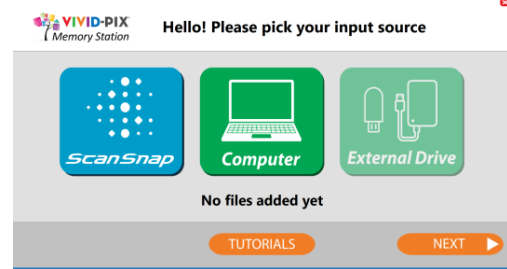 VIVID-PIX
Memory Station
Hello! Please pick your input source
ScanSnap
Computer
External Drive
No files added yet
TUTORIALS
NEXT